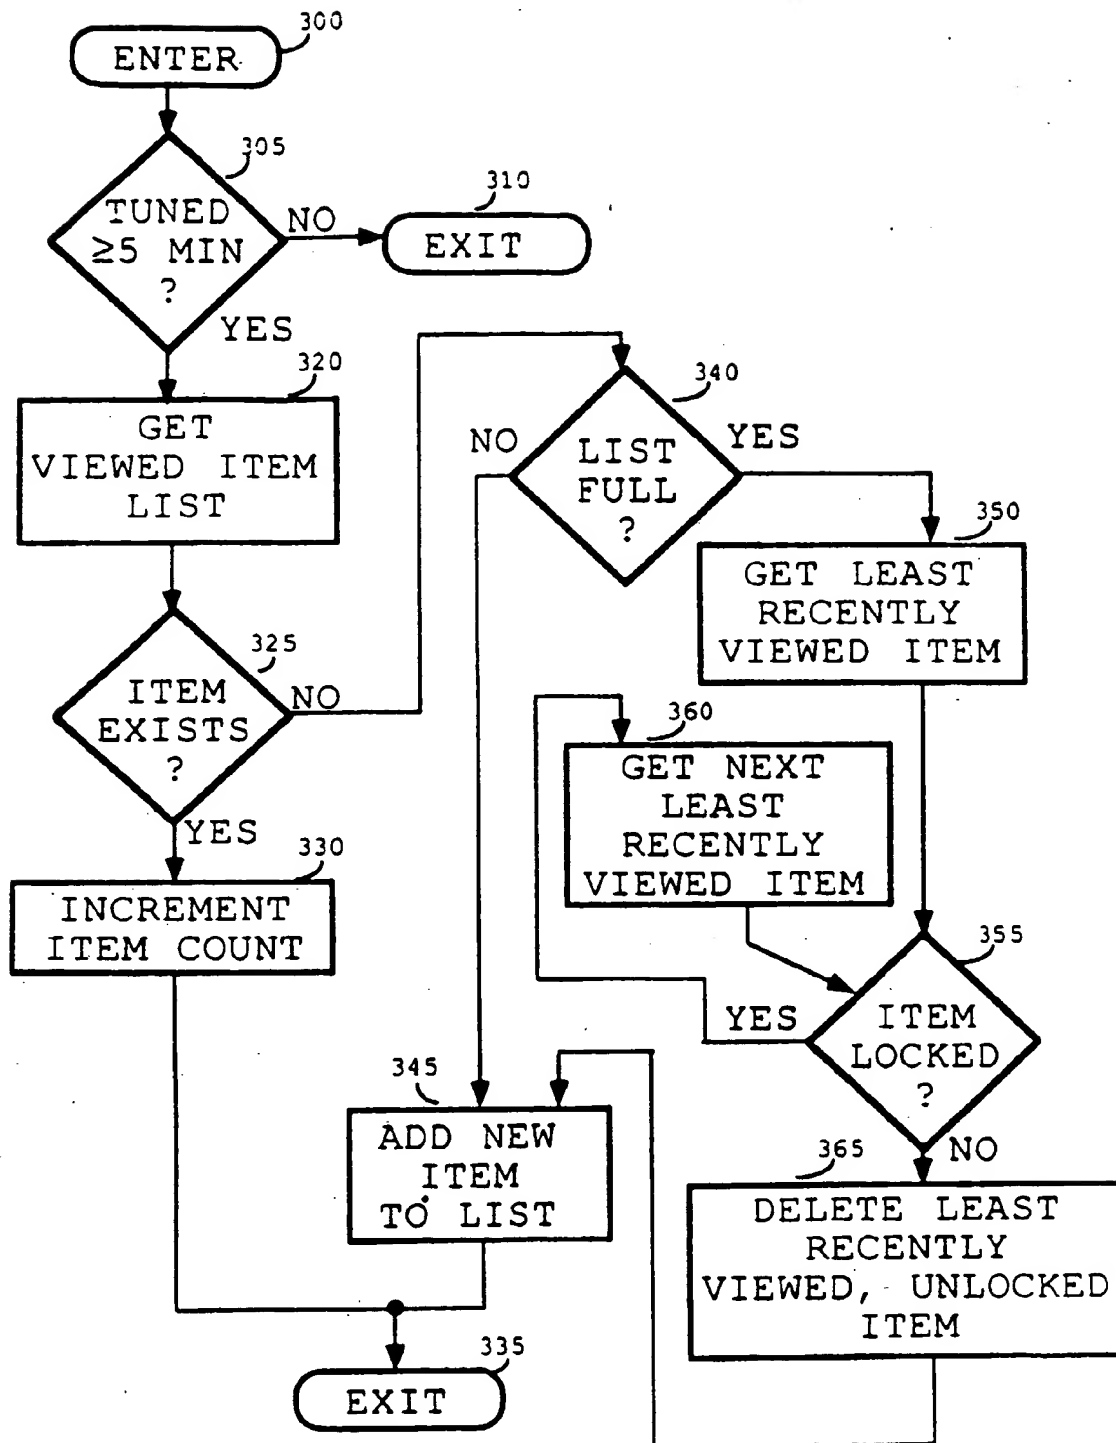 300
ENTER
305
TUNED
≥5 MIN
?
NO
310
EXIT
YES
320
GET
VIEWED ITEM
LIST
325
ITEM
EXISTS
?
NO
YES
330
INCREMENT
ITEM COUNT
340
LIST
FULL
?
NO
YES
350
GET LEAST
RECENTLY
VIEWED ITEM
360
GET NEXT
LEAST
RECENTLY
VIEWED ITEM
355
ITEM
LOCKED
?
YES
NO
345
ADD NEW
ITEM
TO LIST
365
DELETE LEAST
RECENTLY
VIEWED, UNLOCKED
ITEM
335
EXIT